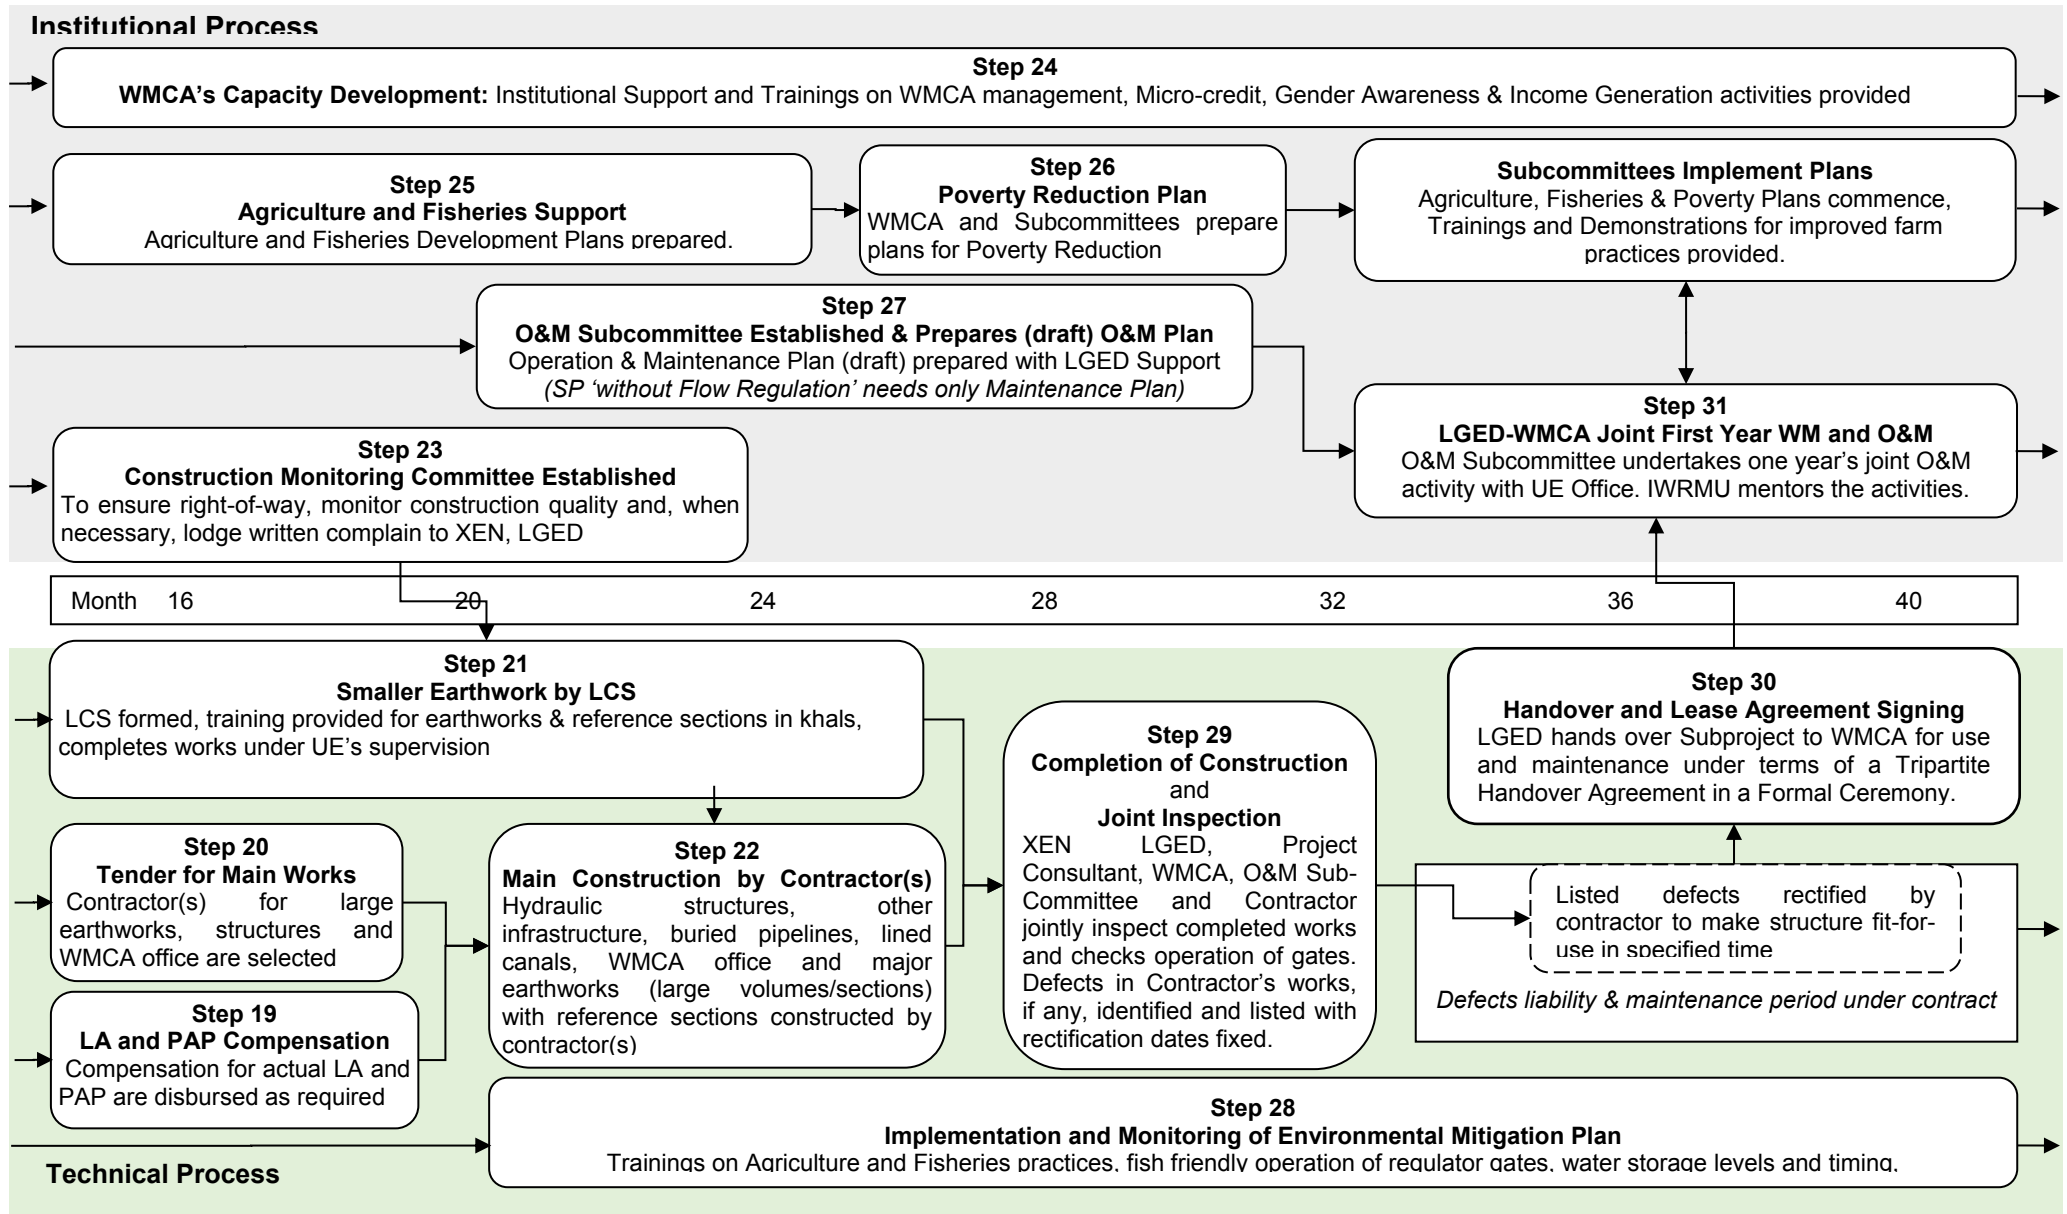 Institutional Process
Step 24
WMCA's Capacity Development: Institutional Support and Trainings on WMCA management, Micro-credit, Gender Awareness & Income Generation activities provided
Step 25
Agriculture and Fisheries Support
Agriculture and Fisheries Development Plans prepared.
Step 26
Poverty Reduction Plan
WMCA and Subcommittees prepare
plans for Poverty Reduction
Subcommittees Implement Plans
Agriculture, Fisheries & Poverty Plans commence,
Trainings and Demonstrations for improved farm
practices provided.
Step 27
O&M Subcommittee Established & Prepares (draft) O&M Plan
Operation & Maintenance Plan (draft) prepared with LGED Support
(SP 'without Flow Regulation' needs only Maintenance Plan)
Step 31
LGED-WMCA Joint First Year WM and O&M
O&M Subcommittee undertakes one year's joint O&M
activity with UE Office. IWRMU mentors the activities.
Step 23
Construction Monitoring Committee Established
To ensure right-of-way, monitor construction quality and, when
necessary, lodge written complain to XEN, LGED
Month 16 20 24 28 32 36 40
Step 21
Smaller Earthwork by LCS
LCS formed, training provided for earthworks & reference sections in khals,
completes works under UE's supervision
Step 30
Handover and Lease Agreement Signing
LGED hands over Subproject to WMCA for use
and maintenance under terms of a Tripartite
Handover Agreement in a Formal Ceremony.
Step 20
Tender for Main Works
Contractor(s) for large
earthworks, structures and
WMCA office are selected
Step 22
Main Construction by Contractor(s)
Hydraulic structures, other
infrastructure, buried pipelines, lined
canals, WMCA office and major
earthworks (large volumes/sections)
with reference sections constructed by
contractor(s)
Step 29
Completion of Construction
and
Joint Inspection
XEN LGED, Project
Consultant, WMCA, O&M Sub-
Committee and Contractor
jointly inspect completed works
and checks operation of gates.
Defects in Contractor's works,
if any, identified and listed with
rectification dates fixed.
Listed defects rectified by
contractor to make structure fit-for-
use in specified time
Defects liability & maintenance period under contract
Step 19
LA and PAP Compensation
Compensation for actual LA and
PAP are disbursed as required
Step 28
Implementation and Monitoring of Environmental Mitigation Plan
Trainings on Agriculture and Fisheries practices, fish friendly operation of regulator gates, water storage levels and timing,
Technical Process